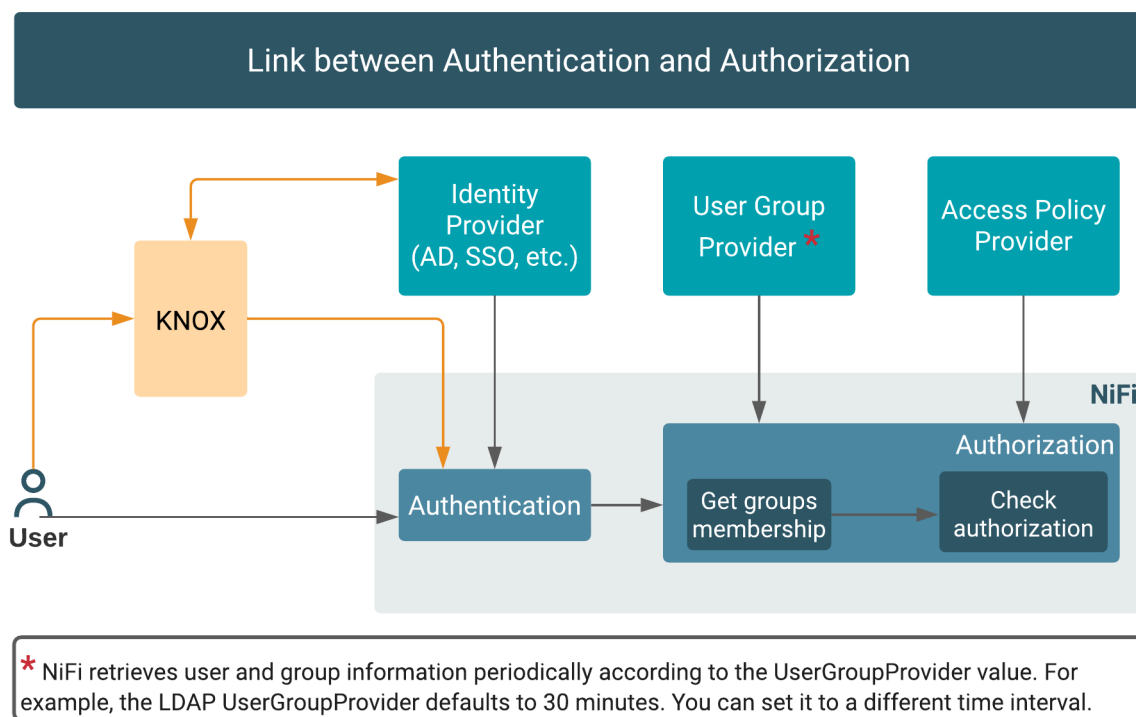 Link between Authentication and Authorization
Identity
Provider
(AD, SSO, etc.)
User Group
Provider *
Access Policy
Provider
KNOX
NiFi
Authorization
Authentication
Get groups
membership
Check
authorization
User
* NiFi retrieves user and group information periodically according to the UserGroupProvider value. For
example, the LDAP UserGroupProvider defaults to 30 minutes. You can set it to a different time interval.